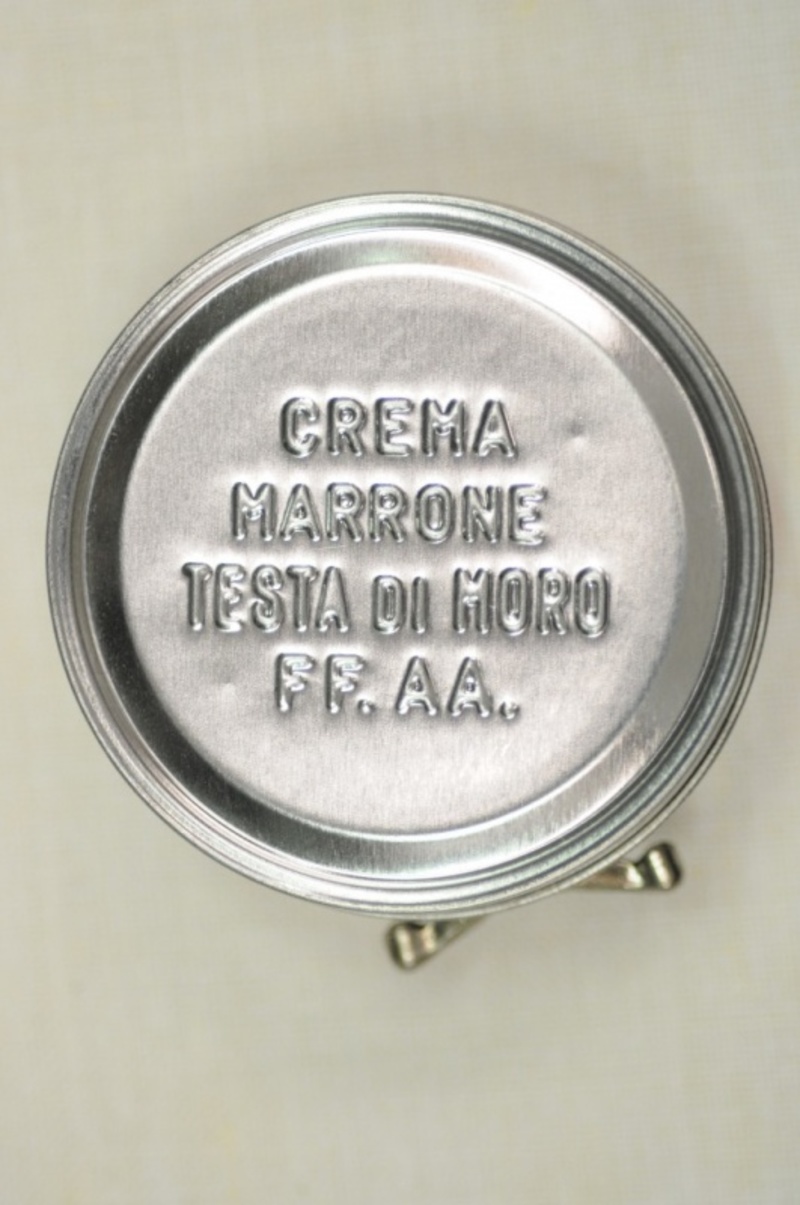 CREMA
MARRONE
TESTA DI MORO
FF. AA.